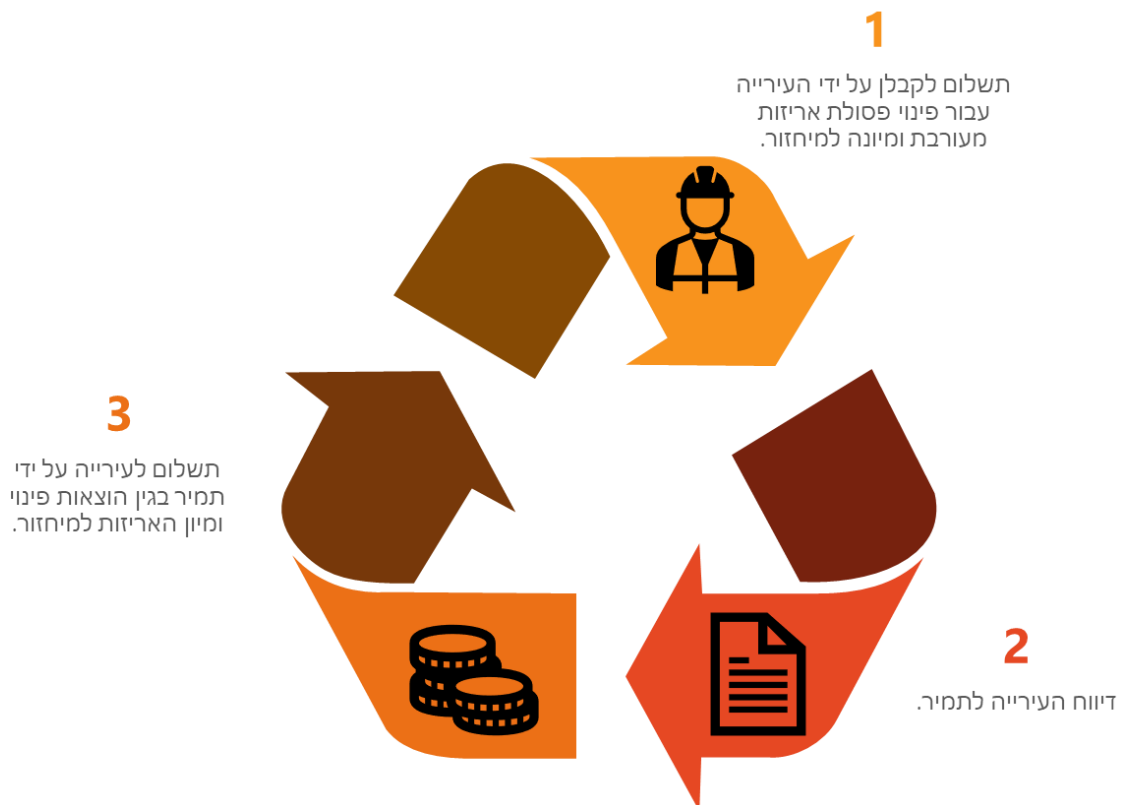 1
תשלום לקבלן על ידי העירייה
עבור פינוי פסולת אריזות
מעורבת ומיונה למיחזור.
2
דיווח העירייה לתמיר.
3
תשלום לעירייה על ידי
תמיר בגין הוצאות פינוי
ומיון האריזות למיחזור.